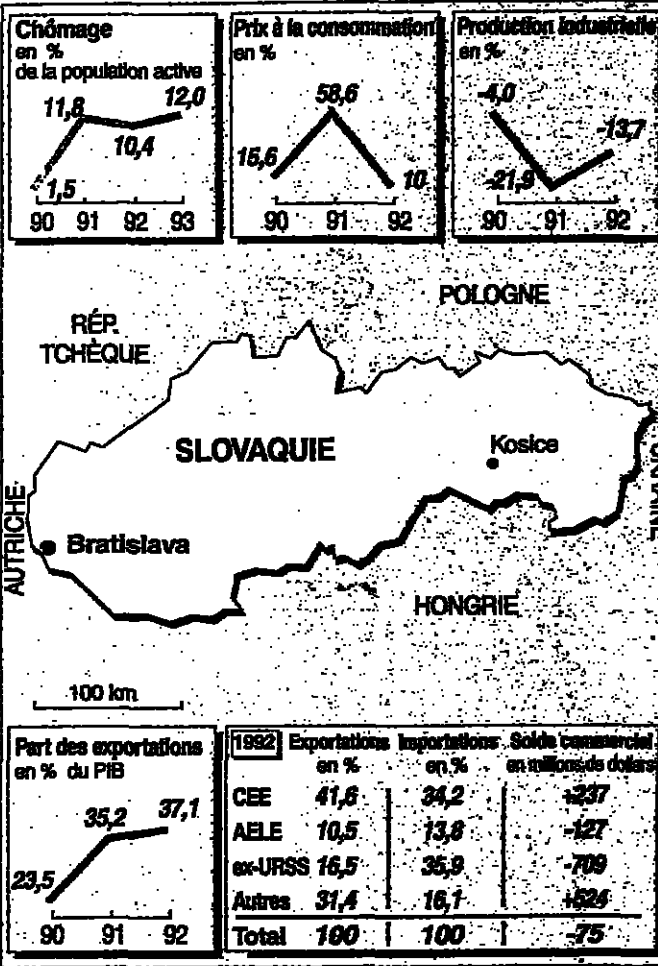 Chômage
en %
de la population active
11,8
12,0
10,4
1,5
90 91 92 93
Prix à la consommation
en %
58,6
15,6
10
90 91 92
Production industrielle
en %
-4,0
-13,7
-21,9
90 91 92
POLOGNE
RÉP.
TCHÈQUE
SLOVAQUIE
Kosice
UKRAINE
AUTRICHE
Bratislava
HONGRIE
100 km
Part des exportations
en % du PIB
35,2
37,1
23,5
90 91 92
1992 Exportations Importations Solde commercial
en % en % en millions de dollars
CEE 41,6 34,2 +237
AELE 10,5 13,8 -127
ex-URSS 16,5 35,9 -709
Autres 31,4 16,1 +524
Total 100 100 -75